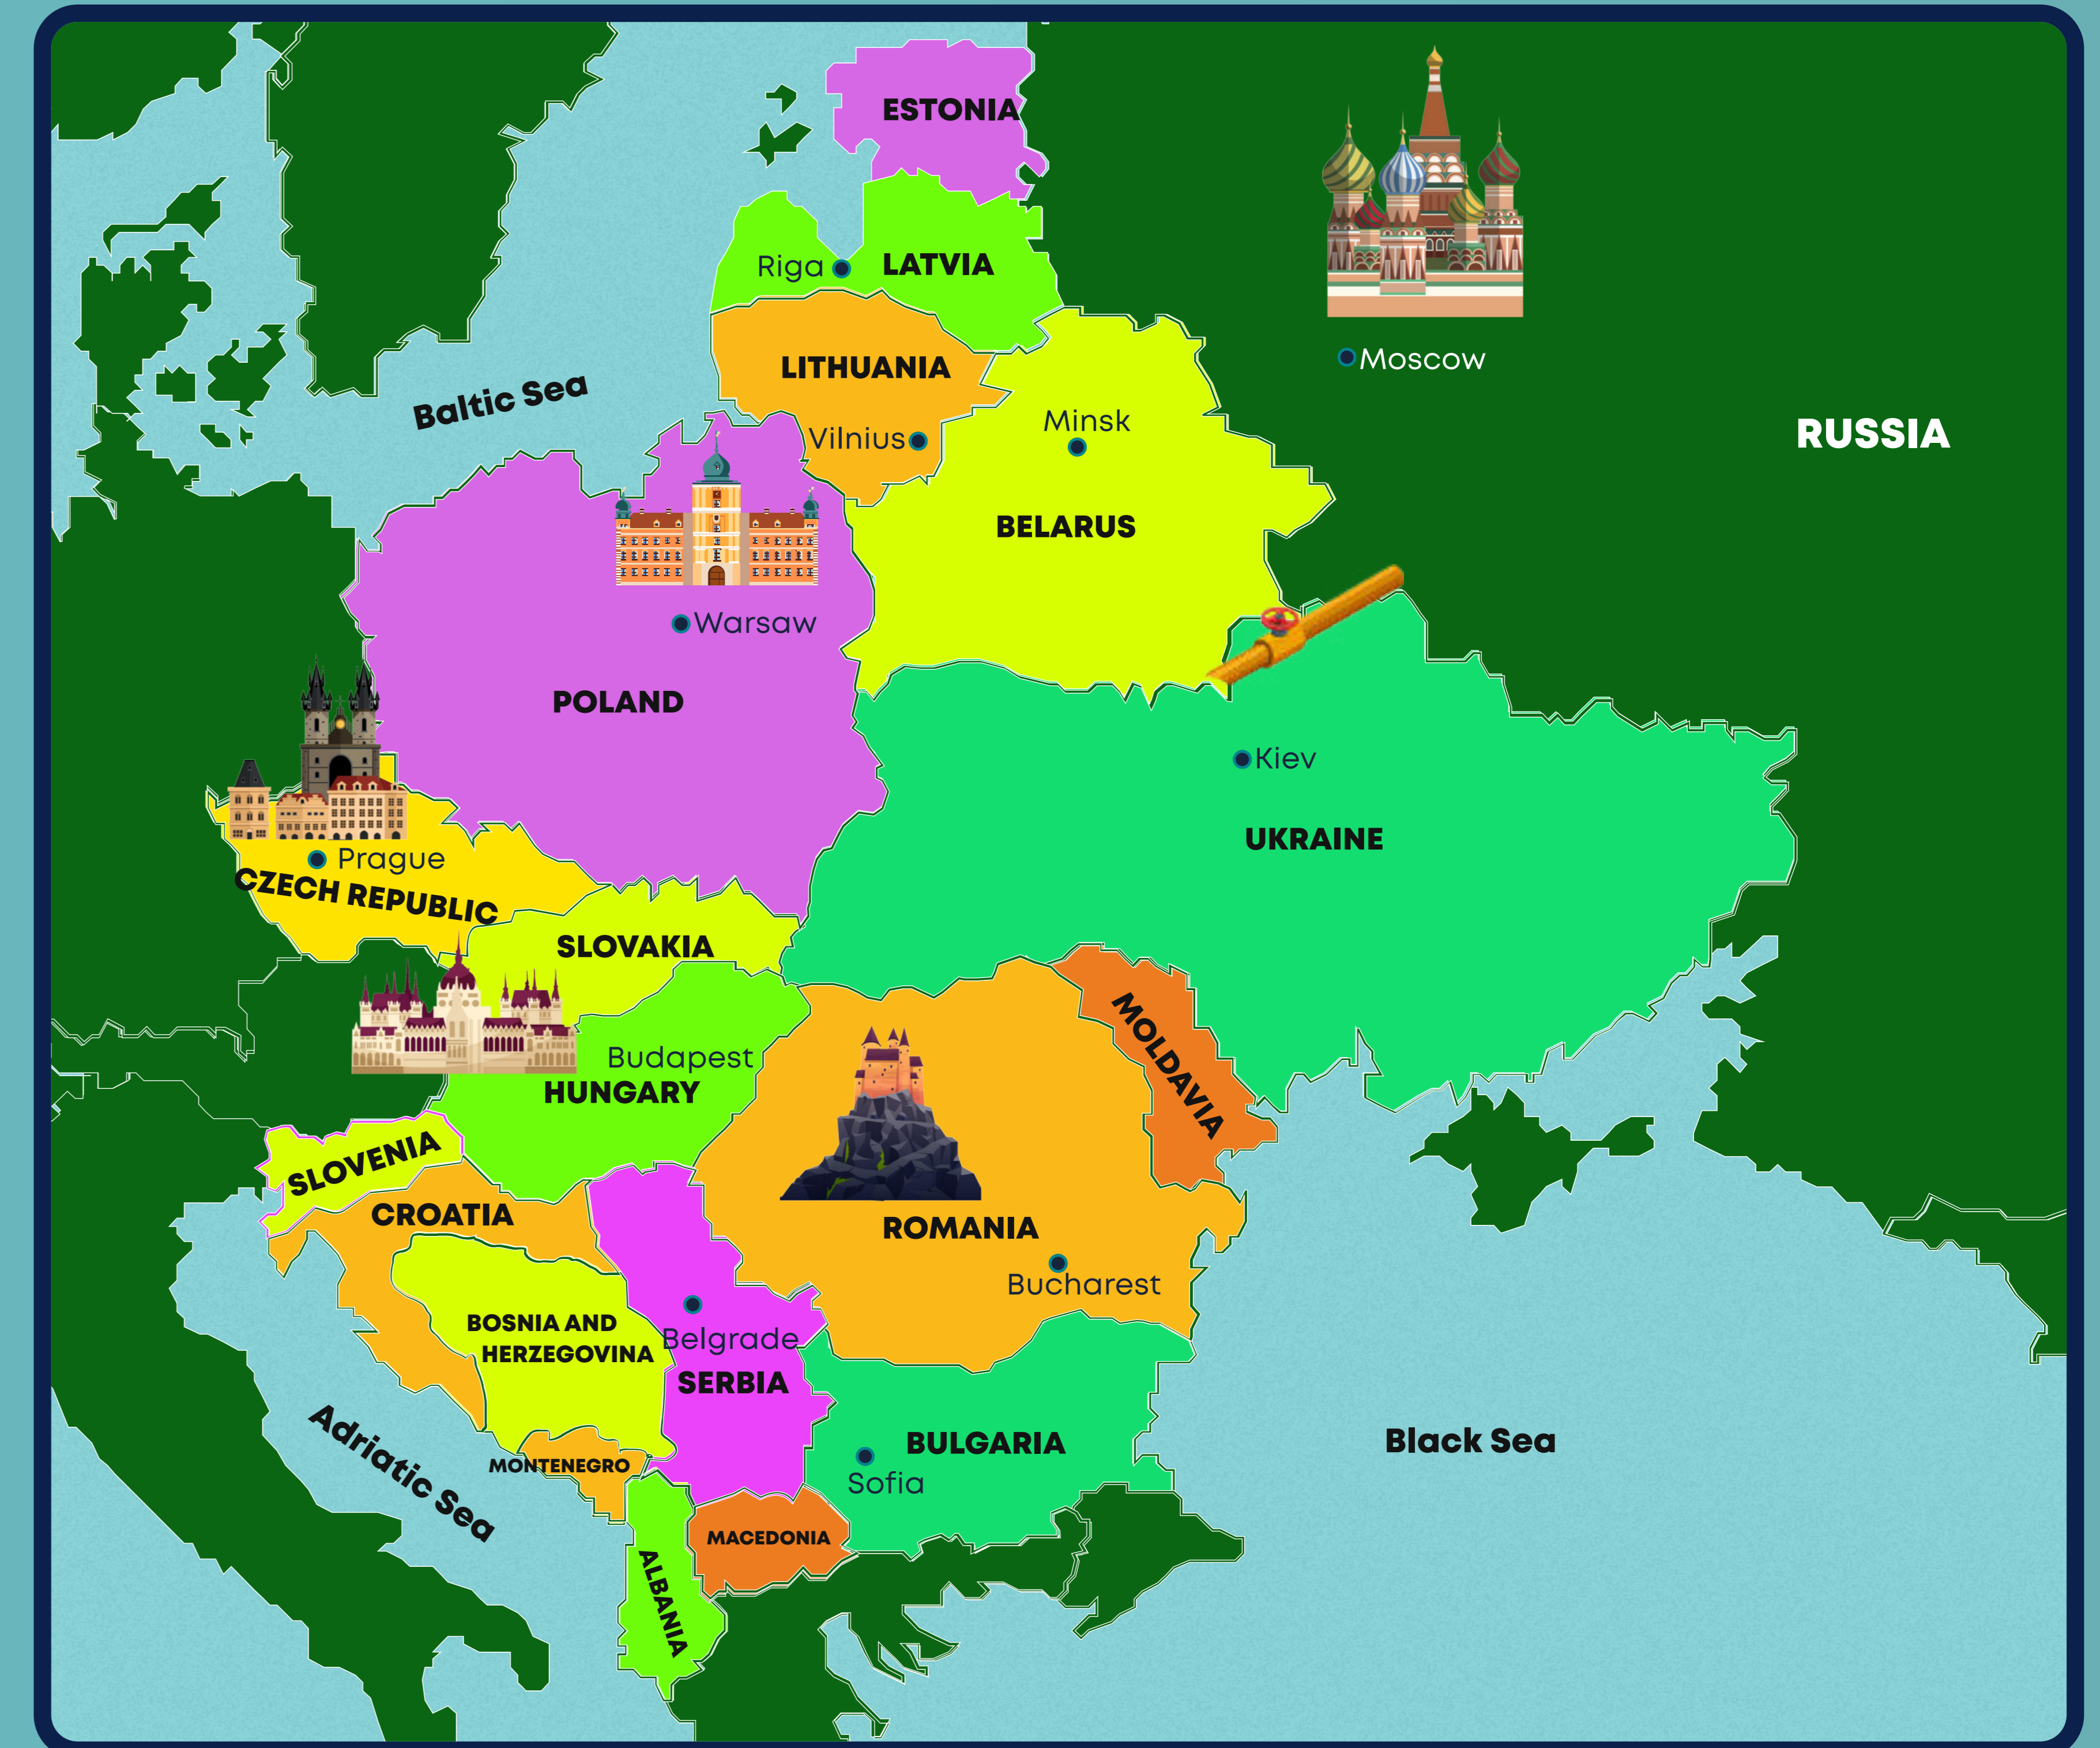 ESTONIA
Riga
LATVIA
Moscow
LITHUANIA
Baltic Sea
Minsk
RUSSIA
Vilnius
BELARUS
Warsaw
POLAND
Kiev
UKRAINE
Prague
CZECH REPUBLIC
SLOVAKIA
Budapest
MOLDAVIA
HUNGARY
SLOVENIA
CROATIA
ROMANIA
Bucharest
BOSNIA AND
HERZEGOVINA
Belgrade
SERBIA
Black Sea
BULGARIA
Adriatic Sea
MONTENEGRO
Sofia
MACEDONIA
ALBANIA